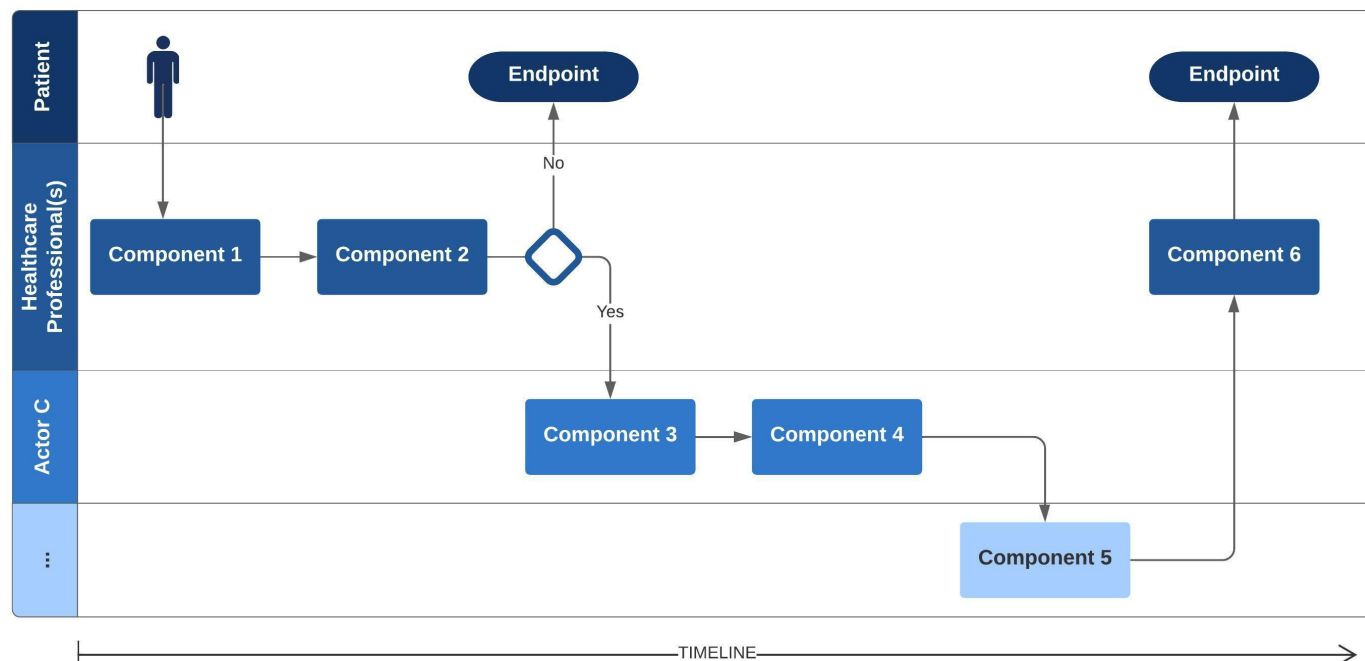 Patient
Endpoint
Endpoint
No
Healthcare
Professional(s)
Component 1
Component 2
Component 6
Yes
Actor C
Component 3
Component 4
...
Component 5
TIMELINE